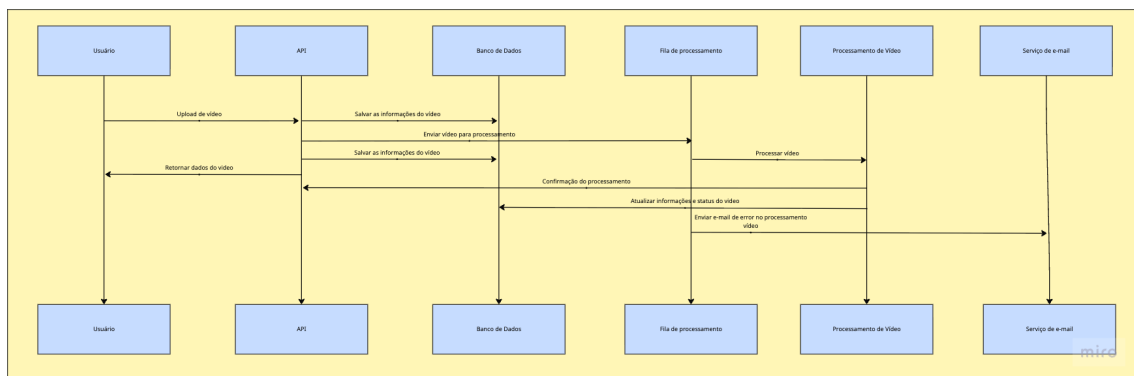 Usuário
API
Banco de Dados
Fila de processamento
Processamento de Vídeo
Serviço de e-mail
Upload de vídeo
Salvar as informações do vídeo
Enviar vídeo para processamento
Salvar as informações do vídeo
Processar vídeo
Retornar dados do vídeo
Confirmação do processamento
Atualizar informações e status do vídeo
Enviar e-mail de error no processamento
vídeo
Usuário
API
Banco de Dados
Fila de processamento
Processamento de Vídeo
Serviço de e-mail
miro